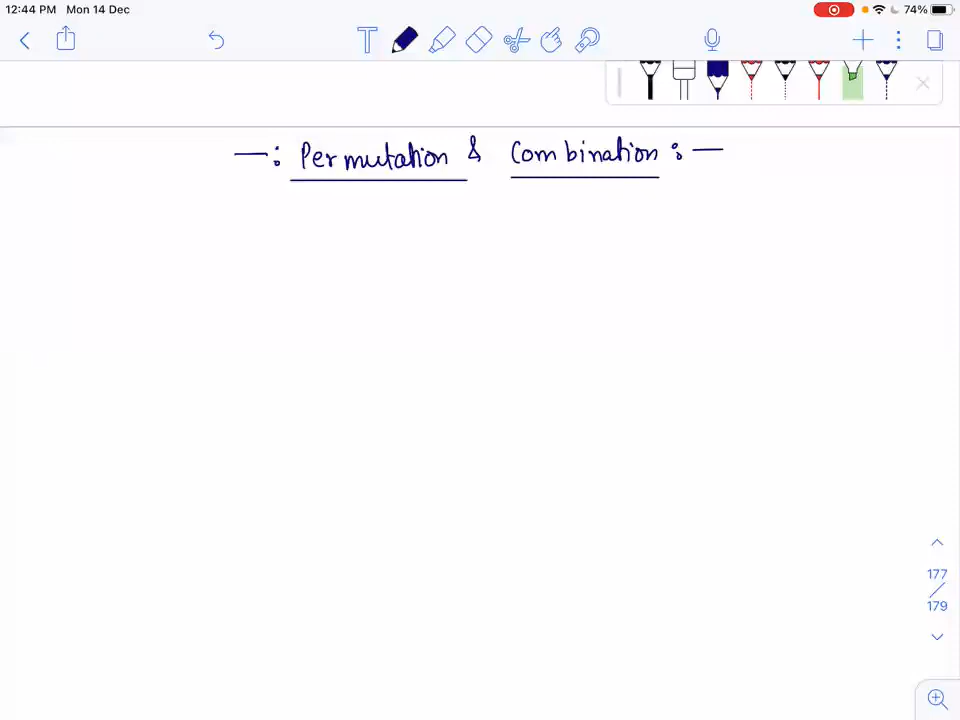 12:44 PM Mon 14 Dec 74%
T
—: Permutation & Combination :—
177
/
179